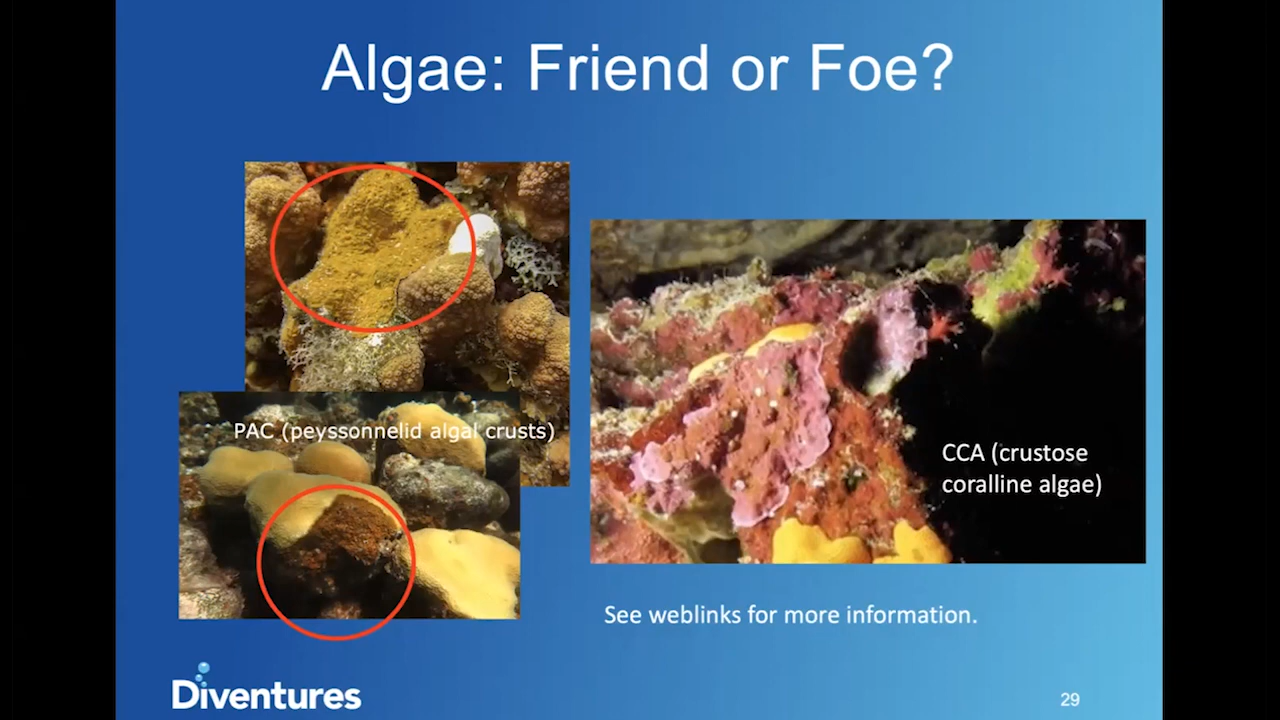 Algae: Friend or Foe?
PAC (peyssonnelid algal crusts)
CCA (crustose
coralline algae)
See weblinks for more information.
Diventures
29